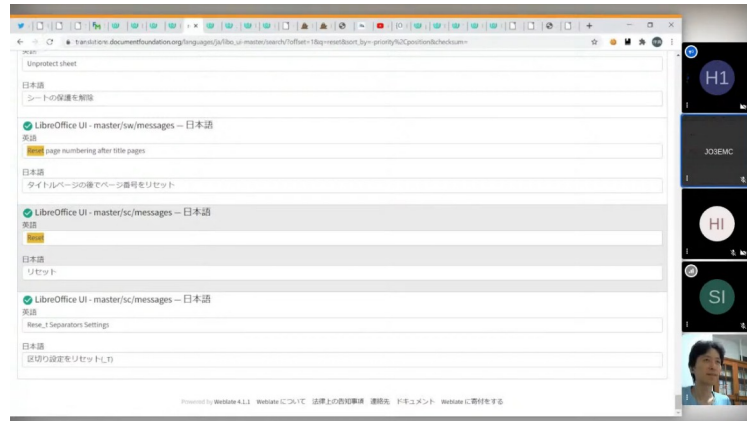 translations.documentfoundation.org/languages/ja/libo_ui-master/search/?offset=1&q=reset&sort_by=-priority%2Cposition&checksum=
英語
Unprotect sheet
日本語
シートの保護を解除
LibreOffice UI - master/sw/messages — 日本語
英語
Reset page numbering after title pages
日本語
タイトルページの後でページ番号をリセット
LibreOffice UI - master/sc/messages — 日本語
英語
Reset
日本語
リセット
LibreOffice UI - master/sc/messages — 日本語
英語
Rese_t Separators Settings
日本語
区切り設定をリセット(_T)
Powered by Weblate 4.1.1 Weblate について 法律上の告知事項 連絡先 ドキュメント Weblate に寄付をする
H1
JO3EMC
HI
SI